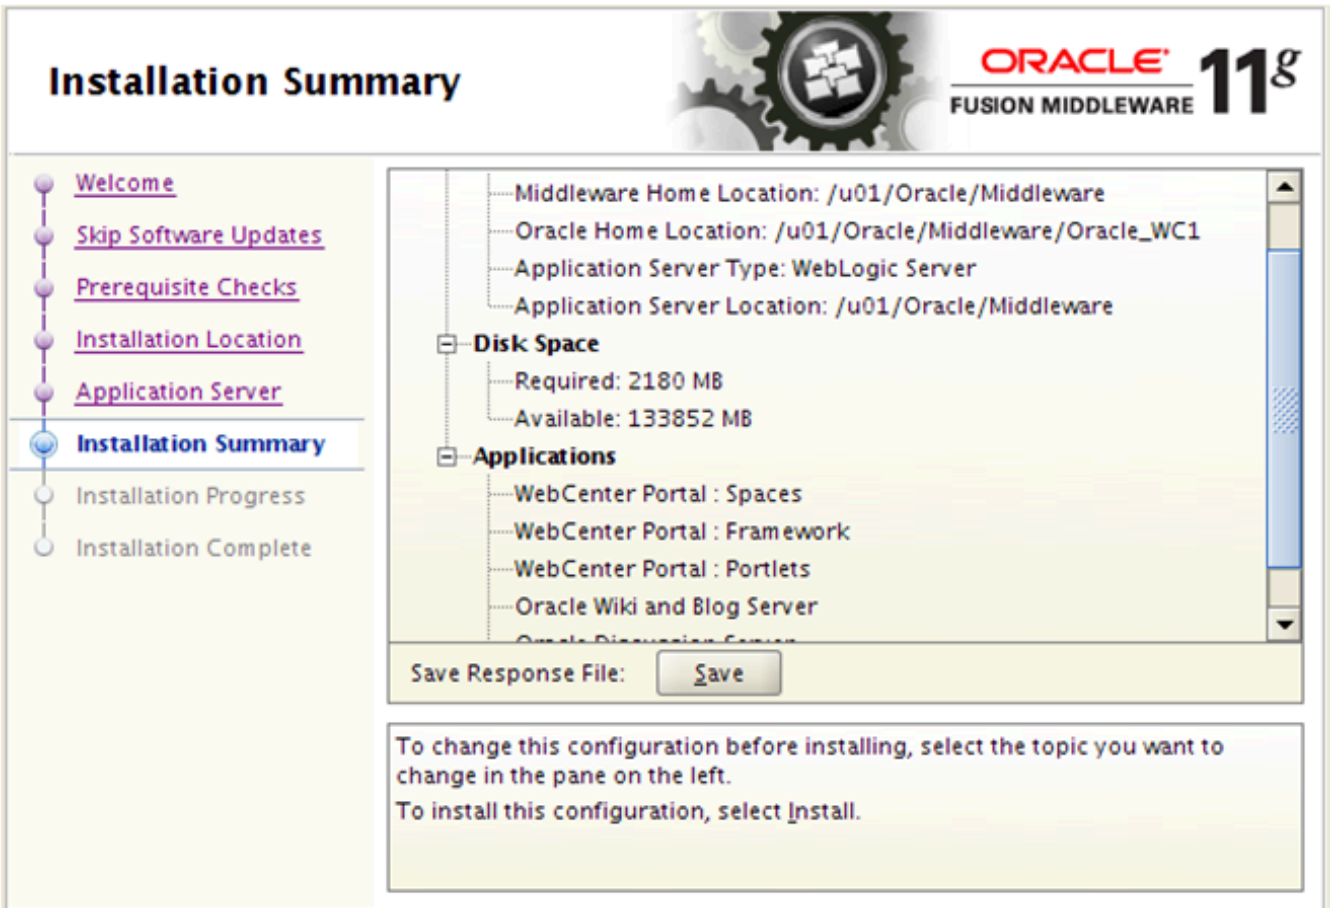 Installation Summary
ORACLE
FUSION MIDDLEWARE
11g
Welcome
Skip Software Updates
Prerequisite Checks
Installation Location
Application Server
Installation Summary
Installation Progress
Installation Complete
Middleware Home Location: /u01/Oracle/Middleware
Oracle Home Location: /u01/Oracle/Middleware/Oracle_WC1
Application Server Type: WebLogic Server
Application Server Location: /u01/Oracle/Middleware
Disk Space
Required: 2180 MB
Available: 133852 MB
Applications
WebCenter Portal : Spaces
WebCenter Portal : Framework
WebCenter Portal : Portlets
Oracle Wiki and Blog Server
Oracle Discussion Server
Save Response File:
Save
To change this configuration before installing, select the topic you want to
change in the pane on the left.
To install this configuration, select Install.